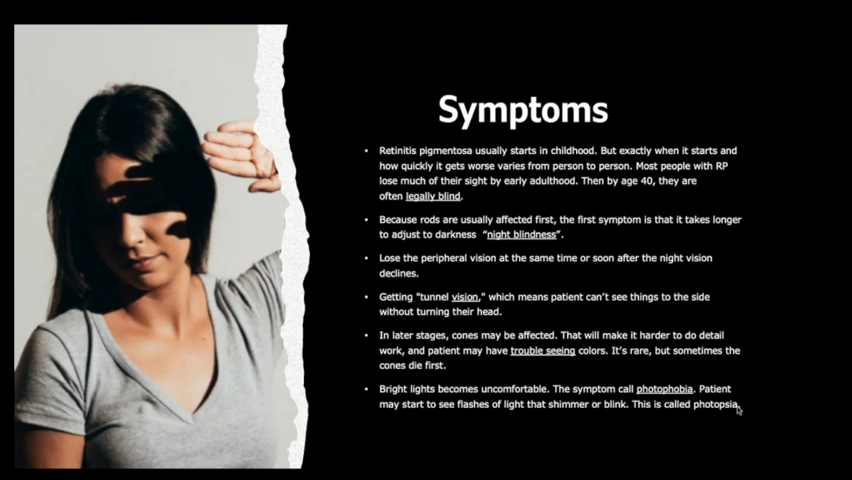 Symptoms
• Retinitis pigmentosa usually starts in childhood. But exactly when it starts and
how quickly it gets worse varies from person to person. Most people with RP
lose much of their sight by early adulthood. Then by age 40, they are
often legally blind.
• Because rods are usually affected first, the first symptom is that it takes longer
to adjust to darkness “night blindness”.
• Lose the peripheral vision at the same time or soon after the night vision
declines.
• Getting "tunnel vision," which means patient can’t see things to the side
without turning their head.
• In later stages, cones may be affected. That will make it harder to do detail
work, and patient may have trouble seeing colors. It’s rare, but sometimes the
cones die first.
• Bright lights becomes uncomfortable. The symptom call photophobia. Patient
may start to see flashes of light that shimmer or blink. This is called photopsia.